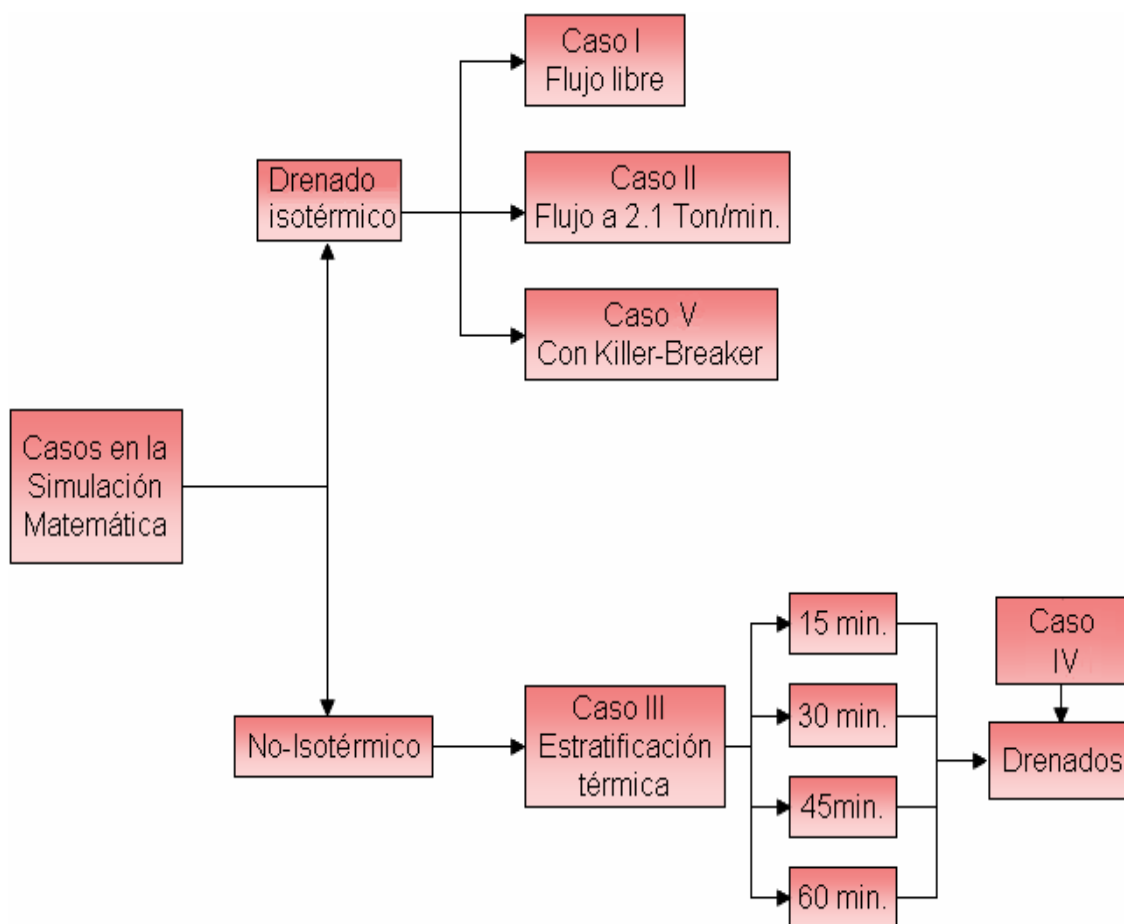 Caso I
Flujo libre
Drenado
isotérmico
Caso II
Flujo a 2.1 Ton/min.
Caso V
Con Killer-Breaker
Casos en la
Simulación
Matemática
No-Isotérmico
Caso III
Estratificación
térmica
15 min.
30 min.
45min.
60 min.
Caso
IV
Drenados